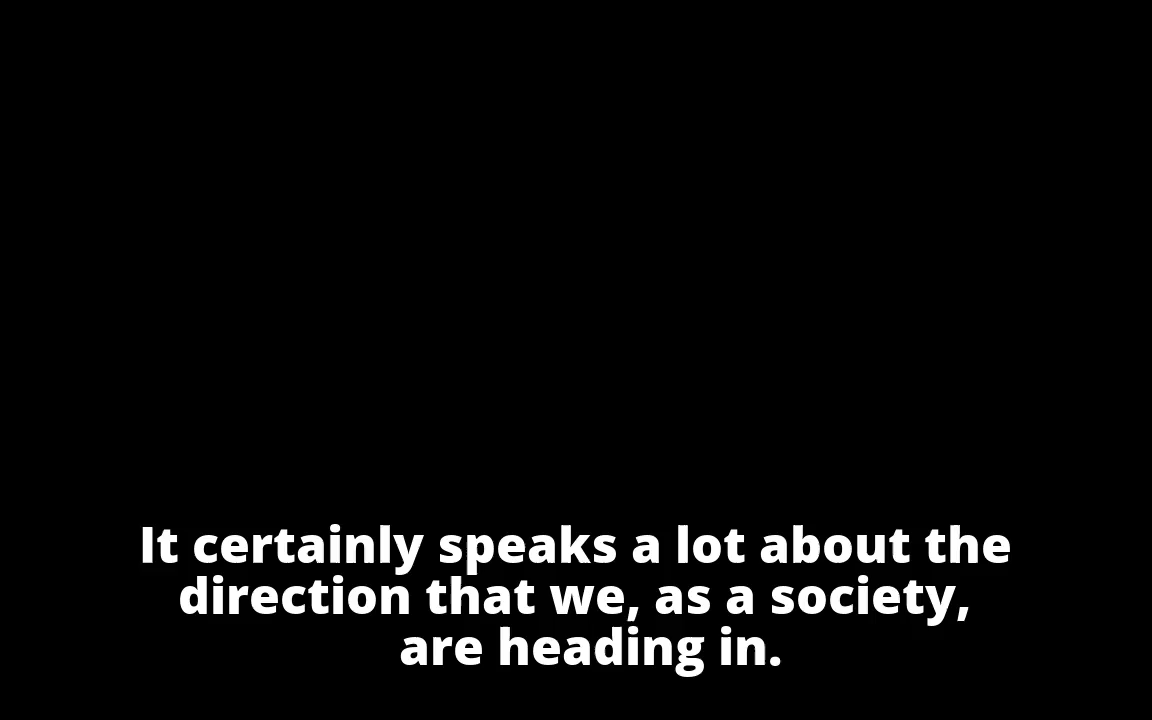 It certainly speaks a lot about the
direction that we, as a society,
are heading in.